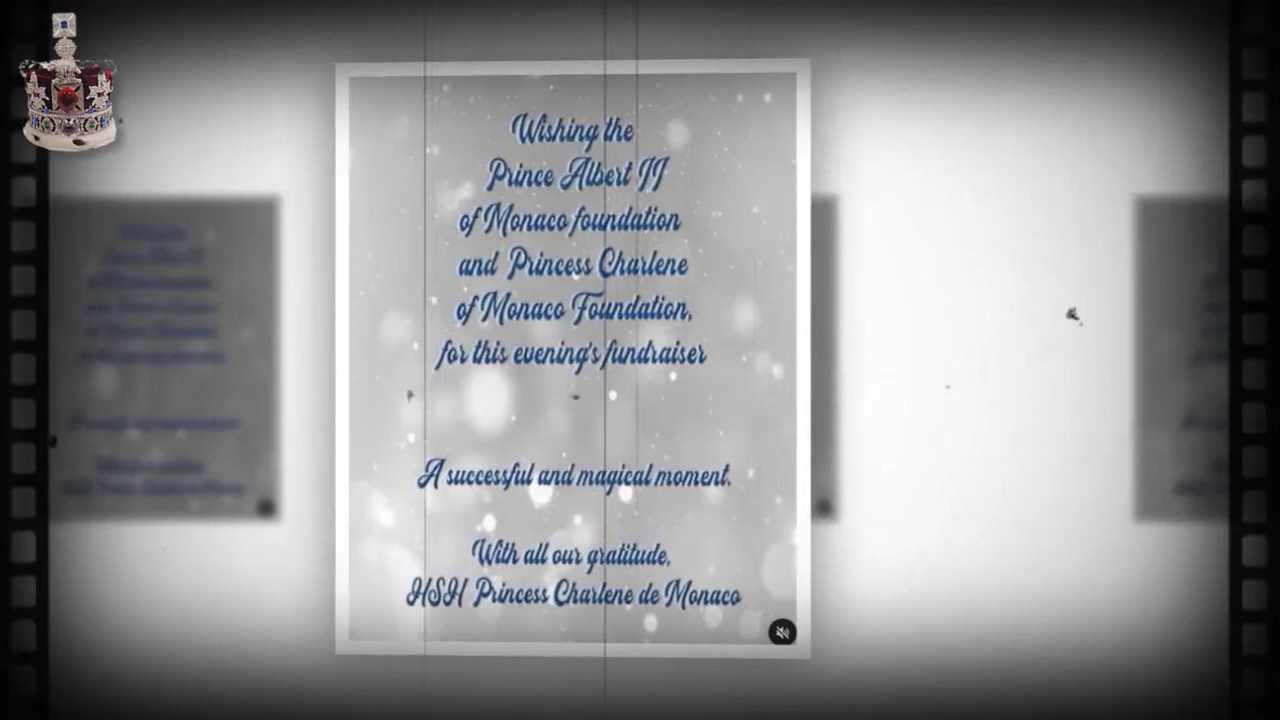 Wishing the
Prince Albert II
of Monaco foundation
and Princess Charlene
of Monaco Foundation,
for this evening's fundraiser
A successful and magical moment.
With all our gratitude.
HSH Princess Charlene de Monaco